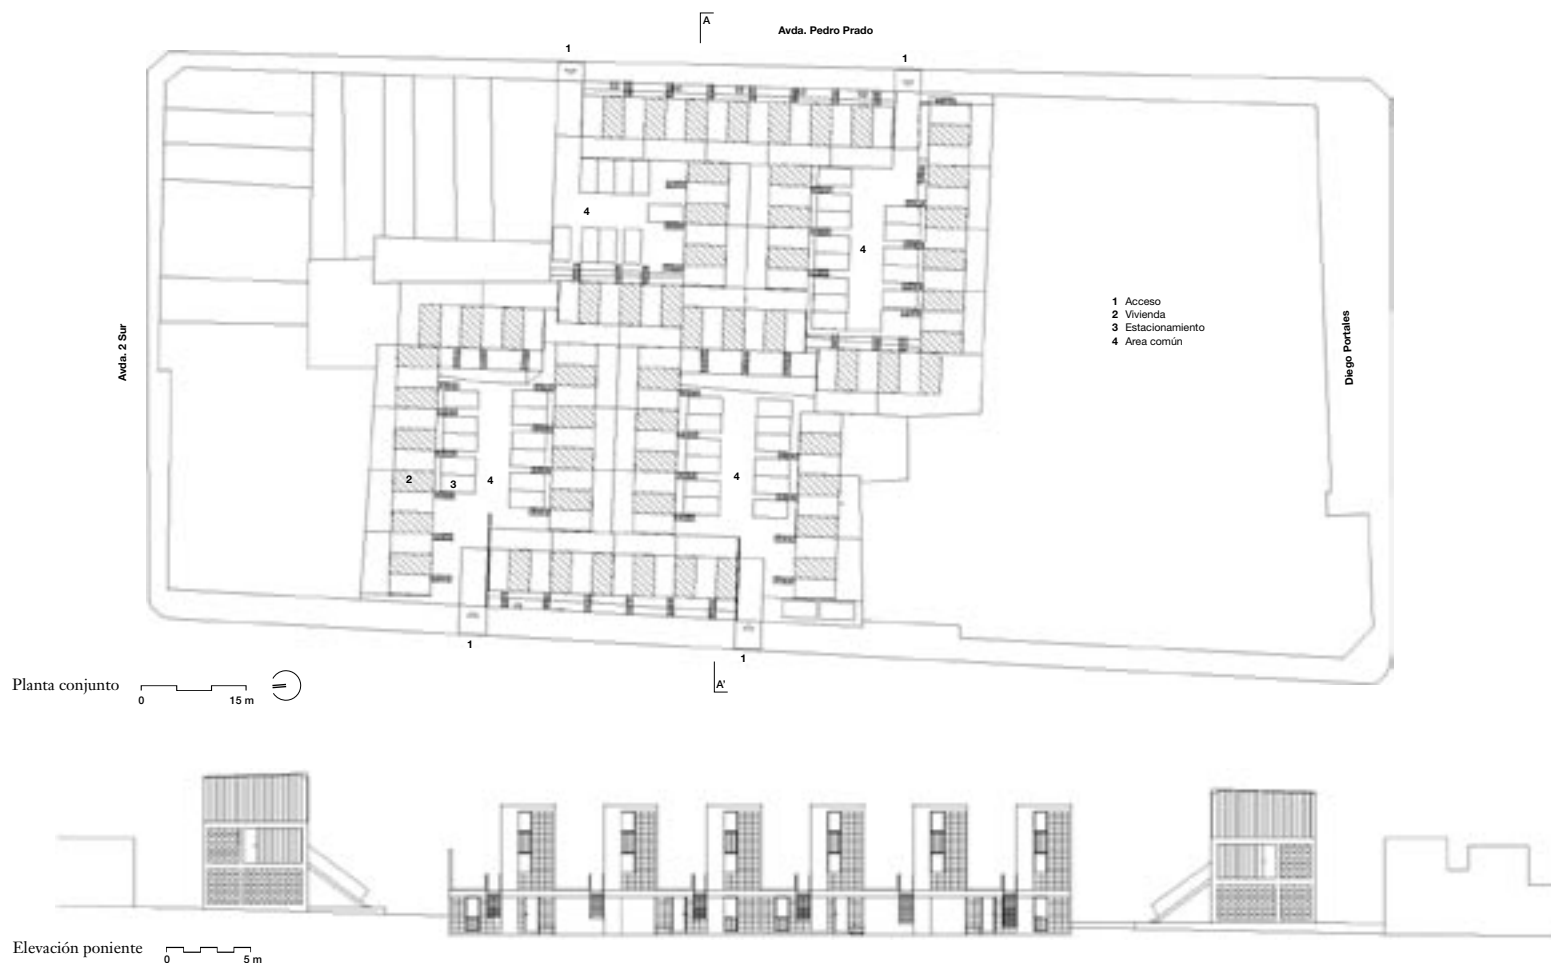 A
Avda. Pedro Prado
1
1
4
4
1 Acceso
2 Vivienda
3 Estacionamiento
4 Area común
Avda. 2 Sur
Diego Portales
2
3
4
4
1
1
A'
Planta conjunto
0 15 m
Elevación poniente
0 5 m